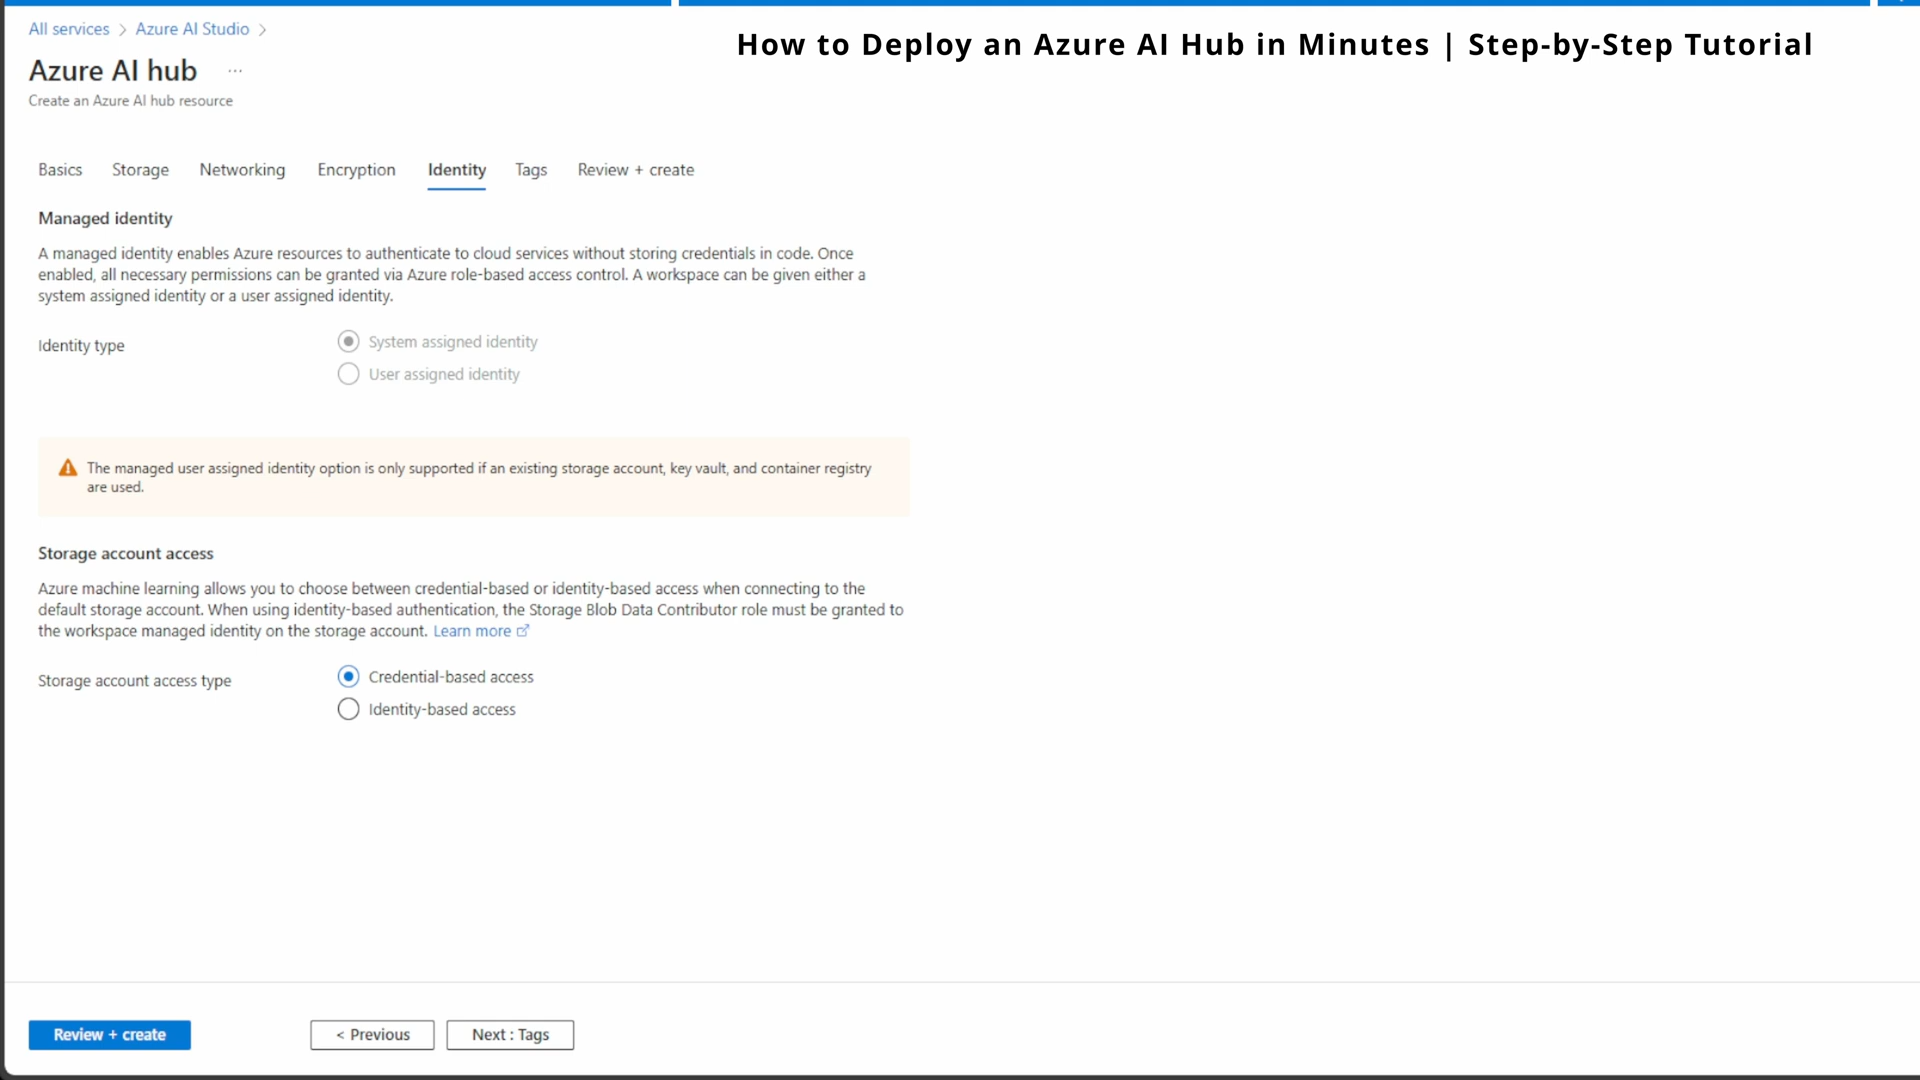 All services > Azure AI Studio >
How to Deploy an Azure AI Hub in Minutes | Step-by-Step Tutorial
Azure AI hub ...
Create an Azure AI hub resource
Basics Storage Networking Encryption Identity Tags Review + create
Managed identity
A managed identity enables Azure resources to authenticate to cloud services without storing credentials in code. Once
enabled, all necessary permissions can be granted via Azure role-based access control. A workspace can be given either a
system assigned identity or a user assigned identity.
Identity type
System assigned identity
User assigned identity
The managed user assigned identity option is only supported if an existing storage account, key vault, and container registry
are used.
Storage account access
Azure machine learning allows you to choose between credential-based or identity-based access when connecting to the
default storage account. When using identity-based authentication, the Storage Blob Data Contributor role must be granted to
the workspace managed identity on the storage account. Learn more
Storage account access type
Credential-based access
Identity-based access
Review + create < Previous Next : Tags